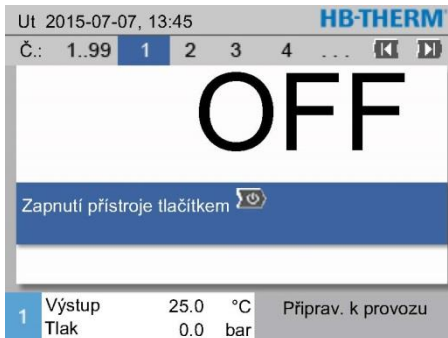 Ut 2015-07-07, 13:45 HB-THERM
Č.: 1..99 1 2 3 4 ...
OFF
Zapnutí přístroje tlačítkem
1 Výstup 25.0 °C Připrav. k provozu
Tlak 0.0 bar